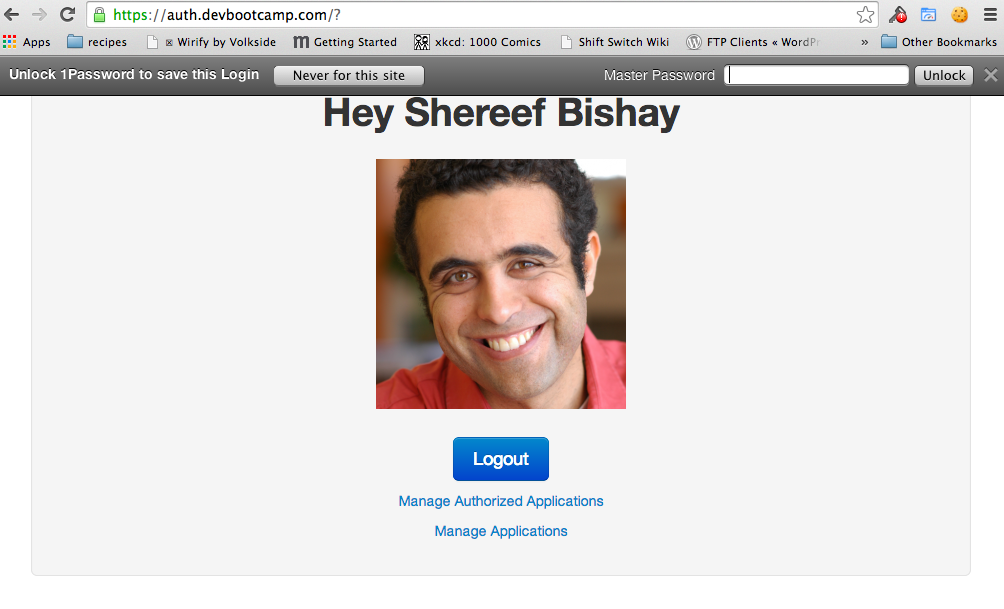 https://auth.devbootcamp.com/?
Apps recipes Wirify by Volkside Getting Started xkcd: 1000 Comics Shift Switch Wiki FTP Clients « WordPr » Other Bookmarks
Unlock 1Password to save this Login Never for this site Master Password Unlock
Hey Shereef Bishay
Logout
Manage Authorized Applications
Manage Applications